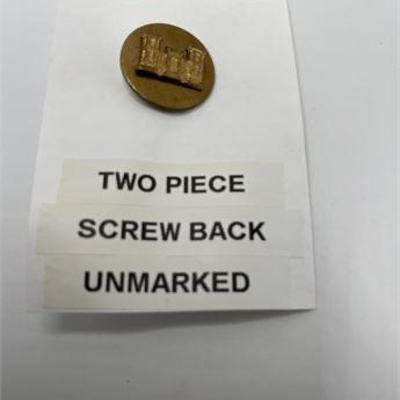 TWO PIECE
SCREW BACK
UNMARKED